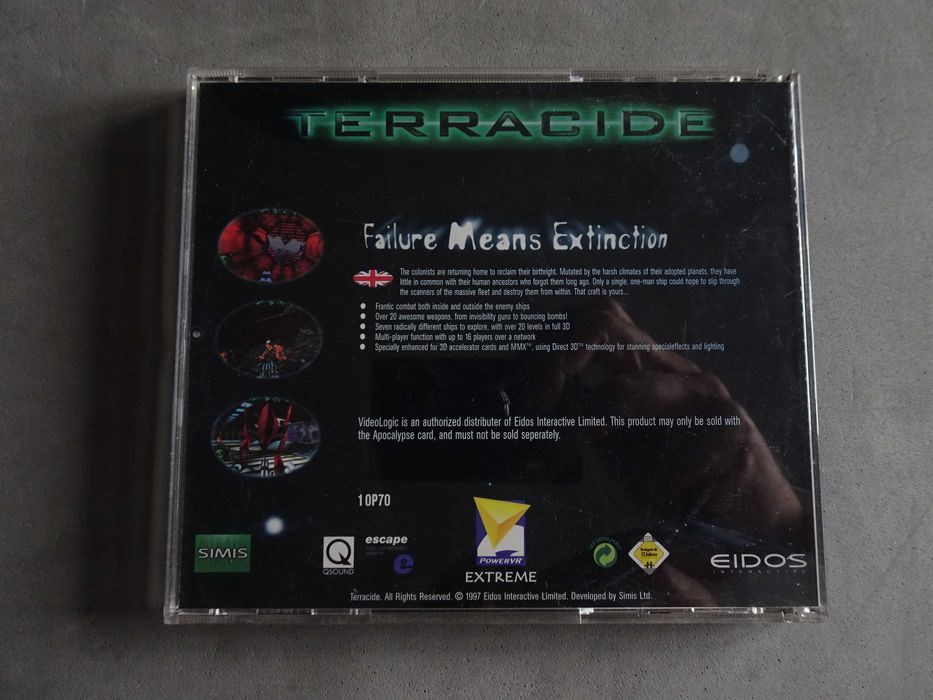 TERRACIDE
Failure Means Extinction
The colonists are returning home to reclaim their birthright. Mutated by the harsh climates of their adopted planets, they have
little in common with their human ancestors who forgot them long ago. Only a single, one-man ship could hope to slip through
the scanners of the massive fleet and destroy them from within. That craft is yours...
Frantic combat both inside and outside the enemy ships
Over 20 awesome weapons, from invisibility guns to bouncing bombs!
Seven radically different ships to explore, with over 20 levels in full 3D
Multi-player function with up to 16 players over a network
Specially enhanced for 3D accelerator cards and MMX™, using Direct 3D™ technology for stunning specialeffects and lighting
VideoLogic is an authorized distributer of Eidos Interactive Limited. This product may only be sold with
the Apocalypse card, and must not be sold seperately.
1 0P70
SIMIS
Q
QSOUND
escape
e
POWERVR
EXTREME
EIDOS
INTERACTIVE
Terracide. All Rights Reserved. © 1997 Eidos Interactive Limited. Developed by Simis Ltd.